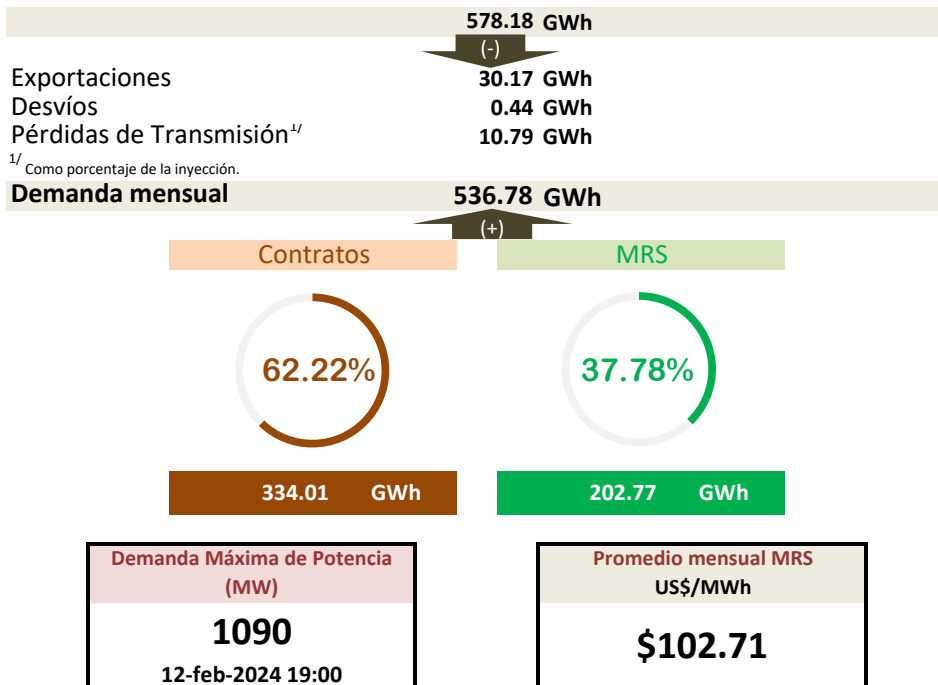 578.18 GWh
(-)
Exportaciones 30.17 GWh
Desvíos 0.44 GWh
Pérdidas de Transmisión1/ 10.79 GWh
1/ Como porcentaje de la inyección.
Demanda mensual 536.78 GWh
(+)
Contratos MRS
62.22% 37.78%
334.01 GWh 202.77 GWh
Demanda Máxima de Potencia
(MW)
1090
12-feb-2024 19:00
Promedio mensual MRS
US$/MWh
$102.71